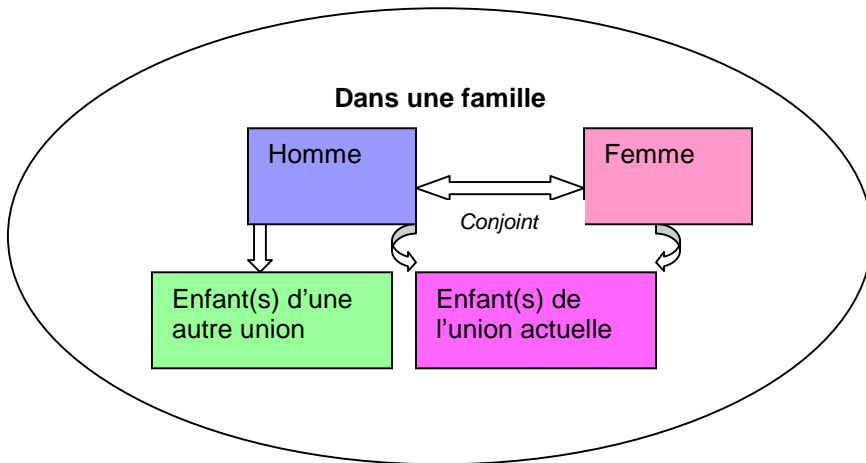 Dans une famille
Homme
Femme
Conjoint
Enfant(s) d’une
autre union
Enfant(s) de
l’union actuelle